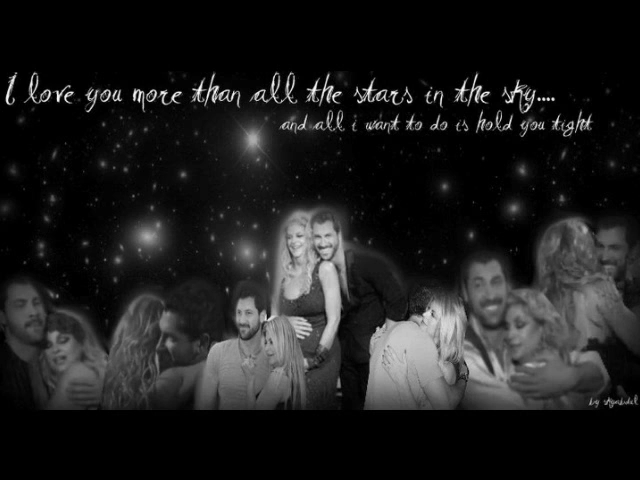 I love you more than all the stars in the sky....
and all i want to do is hold you tight
by